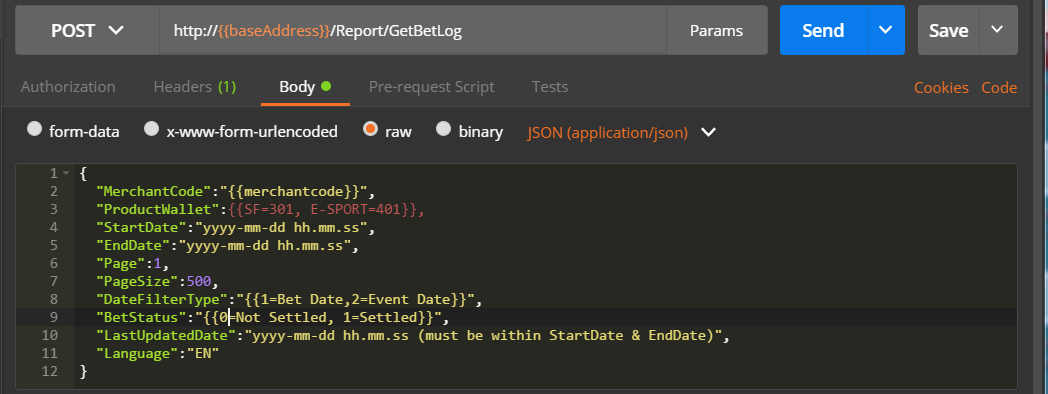 POST http://{{baseAddress}}/Report/GetBetLog Params Send Save
Authorization Headers (1) Body Pre-request Script Tests Cookies Code
form-data x-www-form-urlencoded raw binary JSON (application/json)
1 {
2 "MerchantCode":"{{merchantcode}}",
3 "ProductWallet":{{SF=301, E-SPORT=401}},
4 "StartDate":"yyyy-mm-dd hh.mm.ss",
5 "EndDate":"yyyy-mm-dd hh.mm.ss",
6 "Page":1,
7 "PageSize":500,
8 "DateFilterType":"{{1=Bet Date,2=Event Date}}",
9 "BetStatus":"{{0=Not Settled, 1=Settled}}",
10 "LastUpdatedDate":"yyyy-mm-dd hh.mm.ss (must be within StartDate & EndDate)",
11 "Language":"EN"
12 }